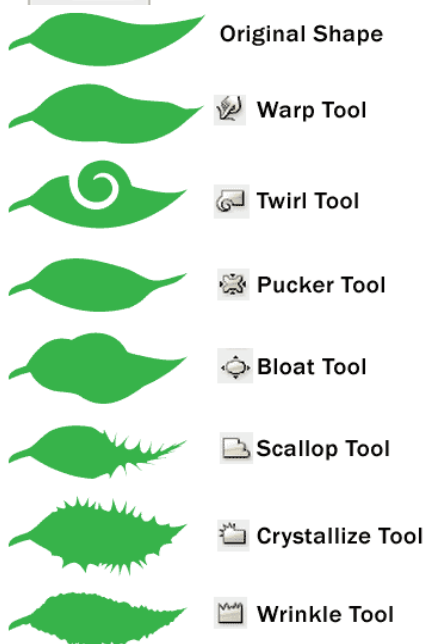 Original Shape
Warp Tool
Twirl Tool
Pucker Tool
Bloat Tool
Scallop Tool
Crystallize Tool
Wrinkle Tool